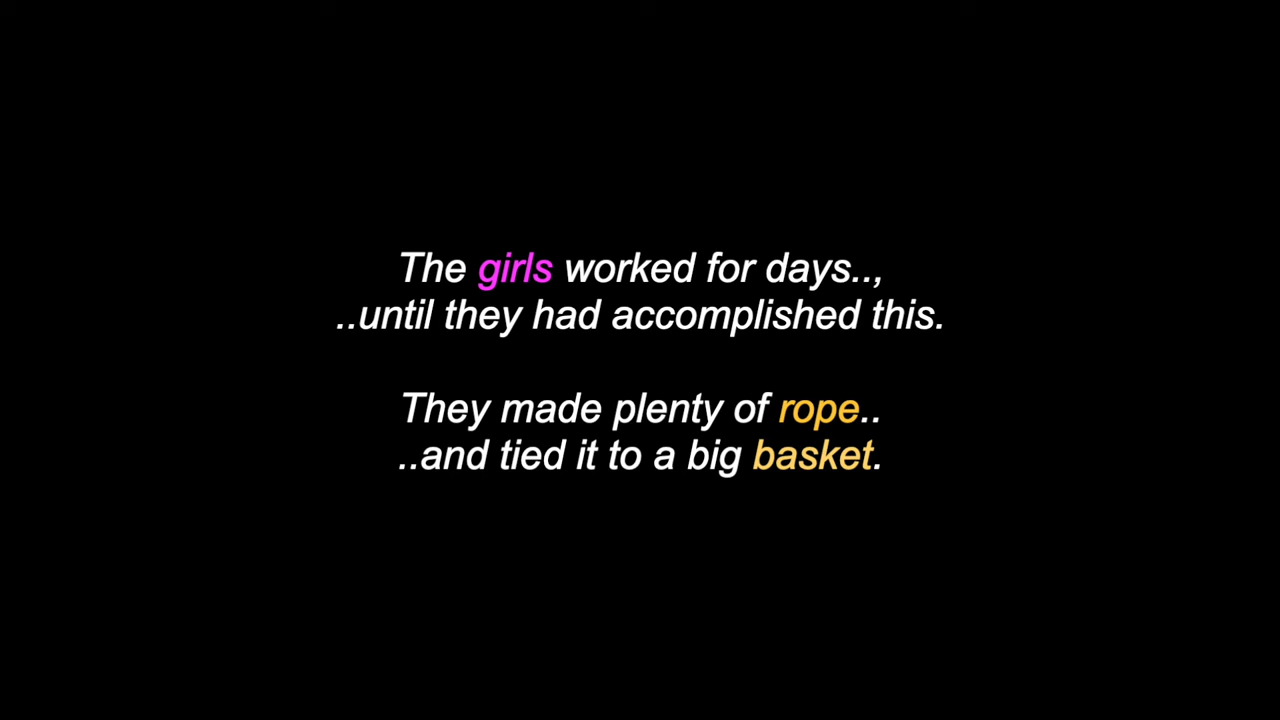 The girls worked for days..,
..until they had accomplished this.
They made plenty of rope..
..and tied it to a big basket.